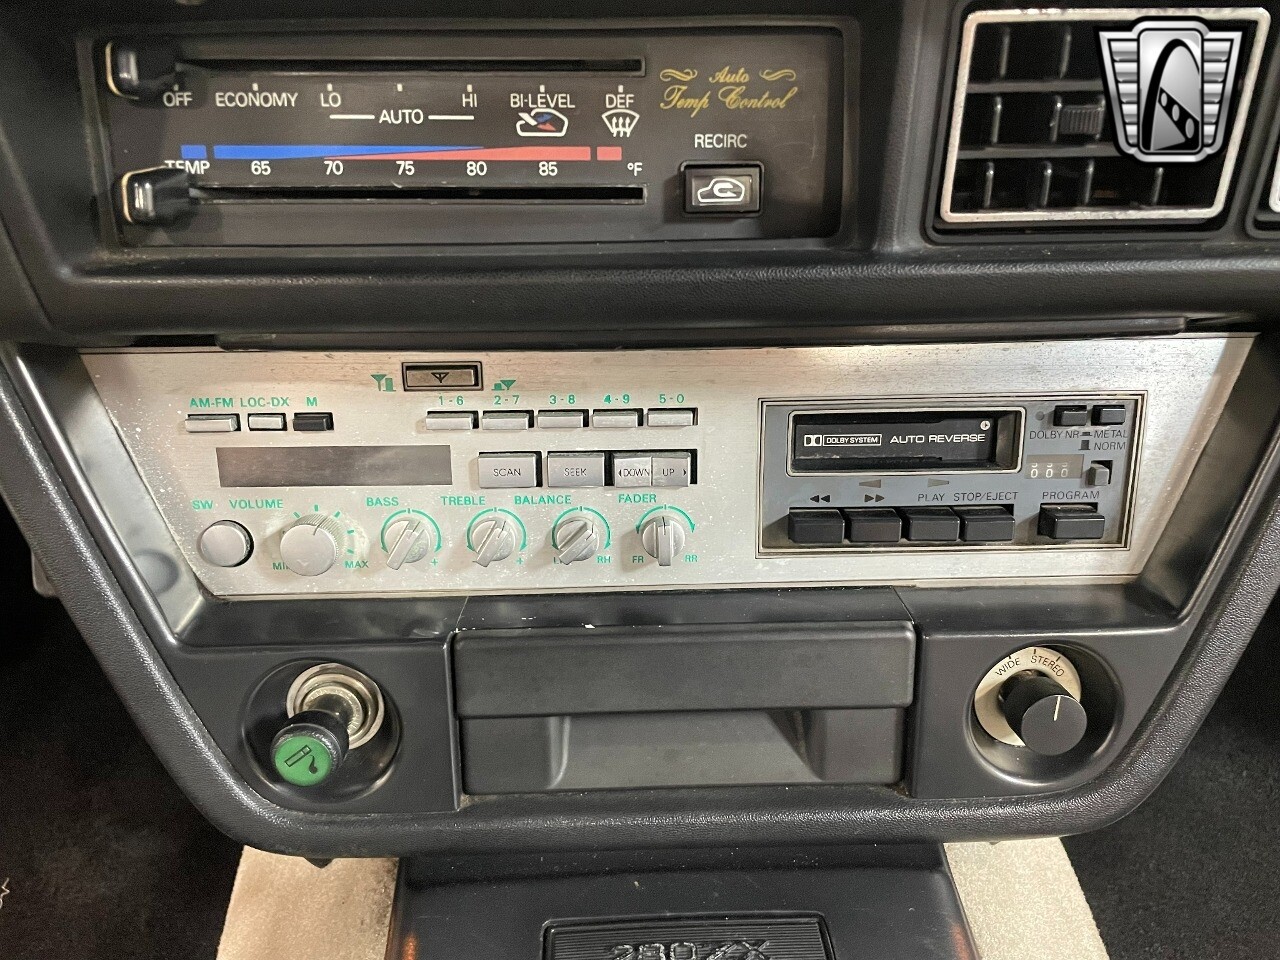 OFF ECONOMY LO HI BI-LEVEL DEF
AUTO
Auto
Temp Control
RECIRC
TEMP 65 70 75 80 85 °F
AM-FM LOC-DX M
1-6 2-7 3-8 4-9 5-0
SCAN SEEK DOWN UP
SW VOLUME BASS TREBLE BALANCE FADER
MAX + + RH FR RR
DOLBY SYSTEM AUTO REVERSE
DOLBY NR METAL
NORM
000
PLAY STOP/EJECT PROGRAM
WIDE STEREO
280-ZX